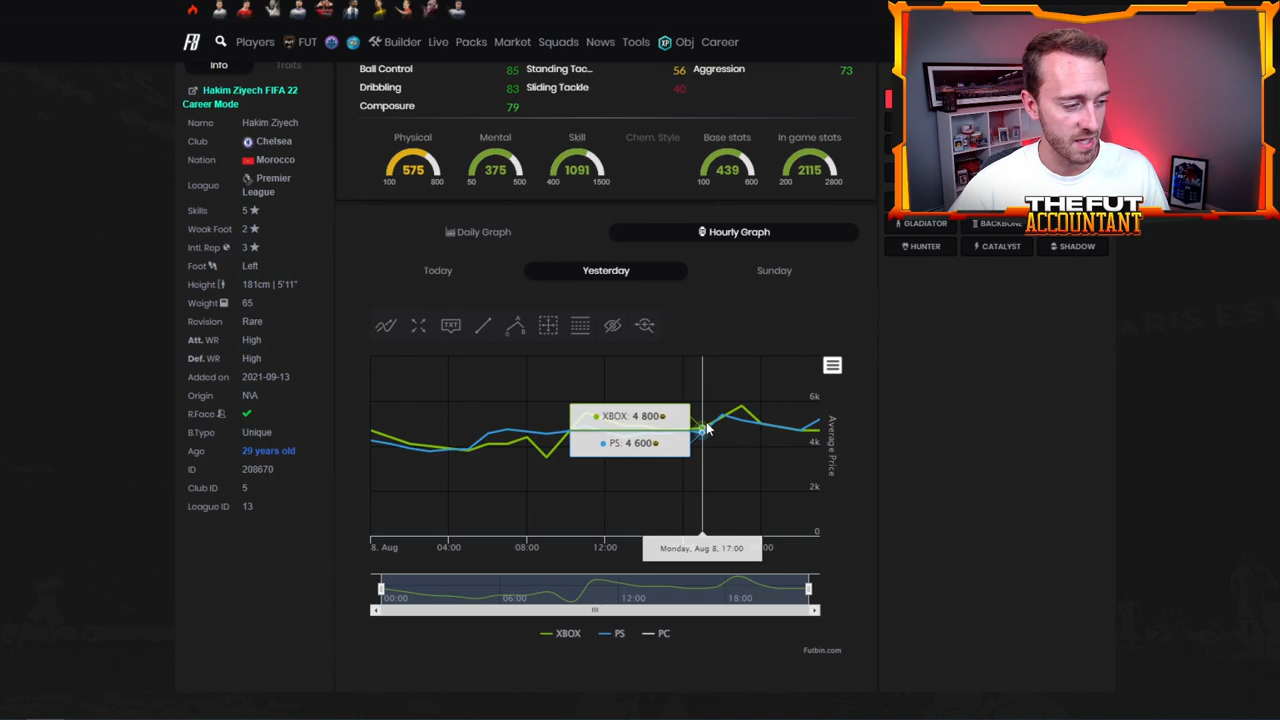 F8 Players FUT Builder Live Packs Market Squads News Tools XP Obj Career
Info Traits
Hakim Ziyech FIFA 22
Career Mode
Name Hakim Ziyech
Club Chelsea
Nation Morocco
League Premier
League
Skills 5
Weak Foot 2
Intl. Rep 3
Foot Left
Height 181cm | 5'11"
Weight 65
Revision Rare
Att. WR High
Def. WR High
Added on 2021-09-13
Origin N\A
R.Face
B.Type Unique
Age 29 years old
ID 208670
Club ID 5
League ID 13
Ball Control 85 Standing Tac... 56 Aggression 73
Dribbling 83 Sliding Tackle 40
Composure 79
Physical Mental Skill Chem. Style Base stats In game stats
575 375 1091 439 2115
100 800 50 500 400 1500 100 600 280 2800
Daily Graph Hourly Graph
Today Yesterday Sunday
TXT
XBOX: 4 800
PS: 4 600
6k
4k
2k
0
Average Price
8. Aug 04:00 08:00 12:00 :00
Monday, Aug 8, 17:00
00:00 06:00 12:00 18:00
XBOX PS PC
Futbin.com
THE FUT
ACCOUNTANT
GLADIATOR BACKBONE
HUNTER CATALYST SHADOW